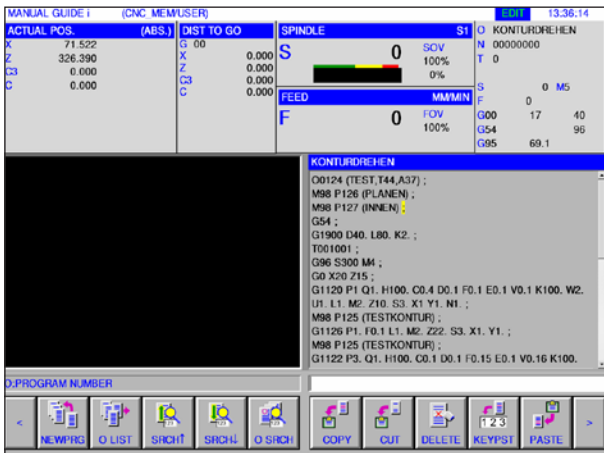 MANUAL GUIDE i (CNC_MEM/USER) EDIT 13:36:14
ACTUAL POS. (ABS.)
X 71.522
Z 326.390
C3 0.000
C 0.000
DIST TO GO
G 00
X 0.000
Z 0.000
C3 0.000
C 0.000
SPINDLE S1
S 0 SOV
100%
0%
FEED MM/MIN
F 0 FOV
100%
O KONTURDREHEN
N 00000000
T 0
S 0 M5
F 0
G00 17 40
G54 96
G95 69.1
KONTURDREHEN
O0124 (TEST,T44,A37) ;
M98 P126 (PLANEN) ;
M98 P127 (INNEN) ;
G54 ;
G1900 D40. L80. K2. ;
T001001 ;
G96 S300 M4 ;
G0 X20 Z15 ;
G1120 P1 Q1. H100. C0.4 D0.1 F0.1 E0.1 V0.1 K100. W2.
U1. L1. M2. Z10. S3. X1 Y1. N1. ;
M98 P125 (TESTKONTUR) ;
G1126 P1. F0.1 L1. M2. Z22. S3. X1. Y1. ;
M98 P125 (TESTKONTUR) ;
G1122 P3. Q1. H100. C0.1 D0.1 F0.15 E0.1 V0.16 K100.
O:PROGRAM NUMBER
< NEWPRG O LIST SRCH↑ SRCH↓ O SRCH COPY CUT DELETE KEYPST PASTE >